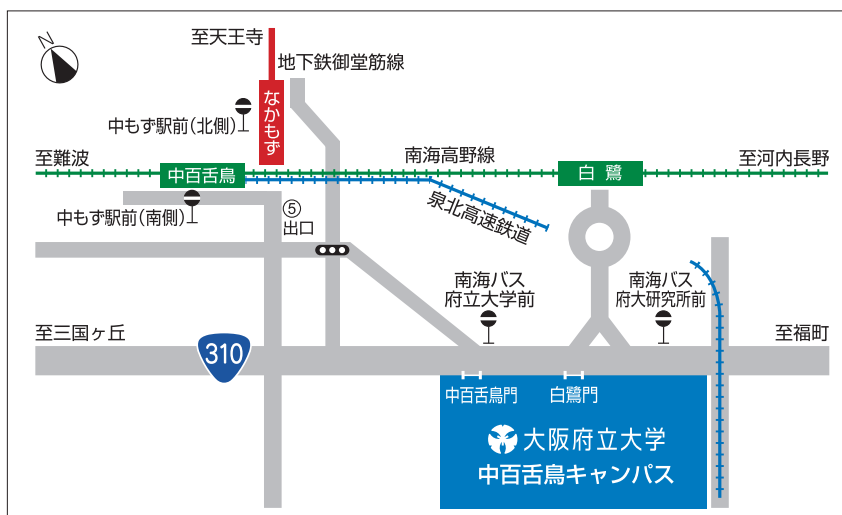 N
至天王寺
地下鉄御堂筋線
なかもず
中もず駅前(北側)
至難波
中百舌鳥
南海高野線
白鷺
至河内長野
泉北高速鉄道
中もず駅前(南側)
⑤
出口
南海バス
府立大学前
南海バス
府大研究所前
至三国ヶ丘
310
至福町
中百舌鳥門
白鷺門
大阪府立大学
中百舌鳥キャンパス